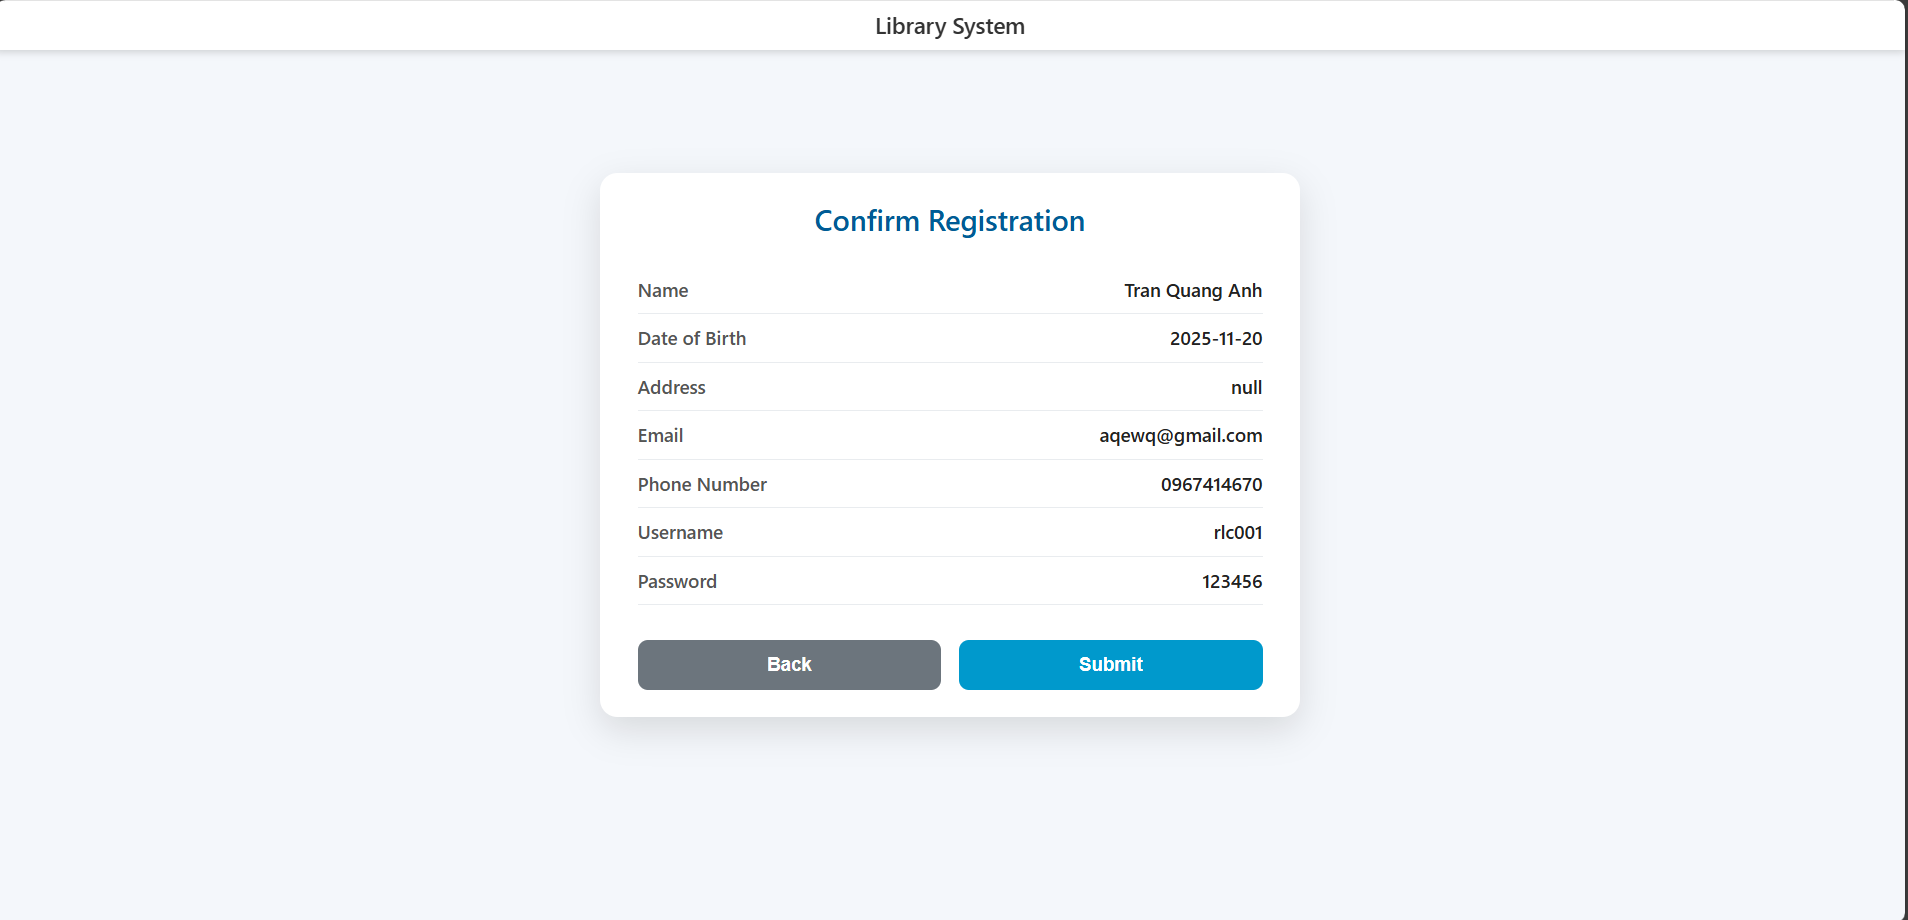 Library System
Confirm Registration
Name Tran Quang Anh
Date of Birth 2025-11-20
Address null
Email aqewq@gmail.com
Phone Number 0967414670
Username rlc001
Password 123456
Back Submit